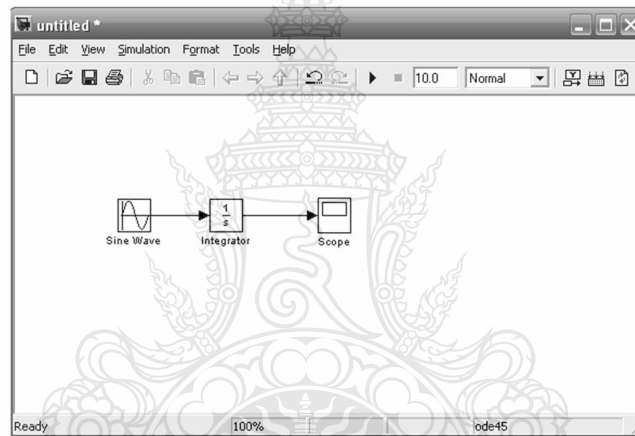 untitled *
File Edit View Simulation Format Tools Help
10.0 Normal
1
s
Sine Wave Integrator Scope
Ready 100% ode45